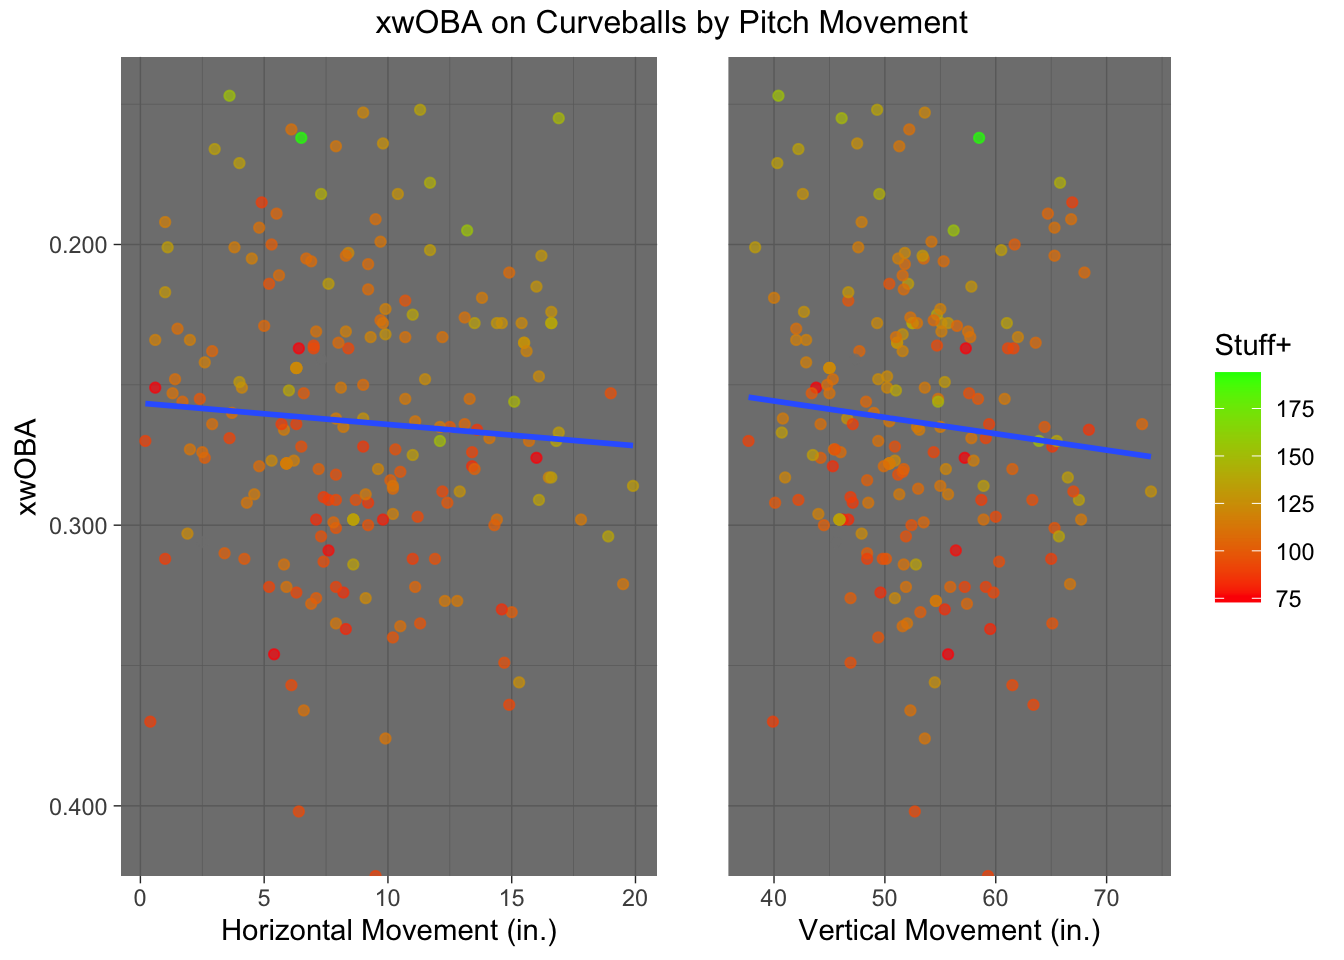 xwOBA on Curveballs by Pitch Movement
xwOBA
0.200
0.300
0.400
0 5 10 15 20
Horizontal Movement (in.)
40 50 60 70
Vertical Movement (in.)
Stuff+
175
150
125
100
75